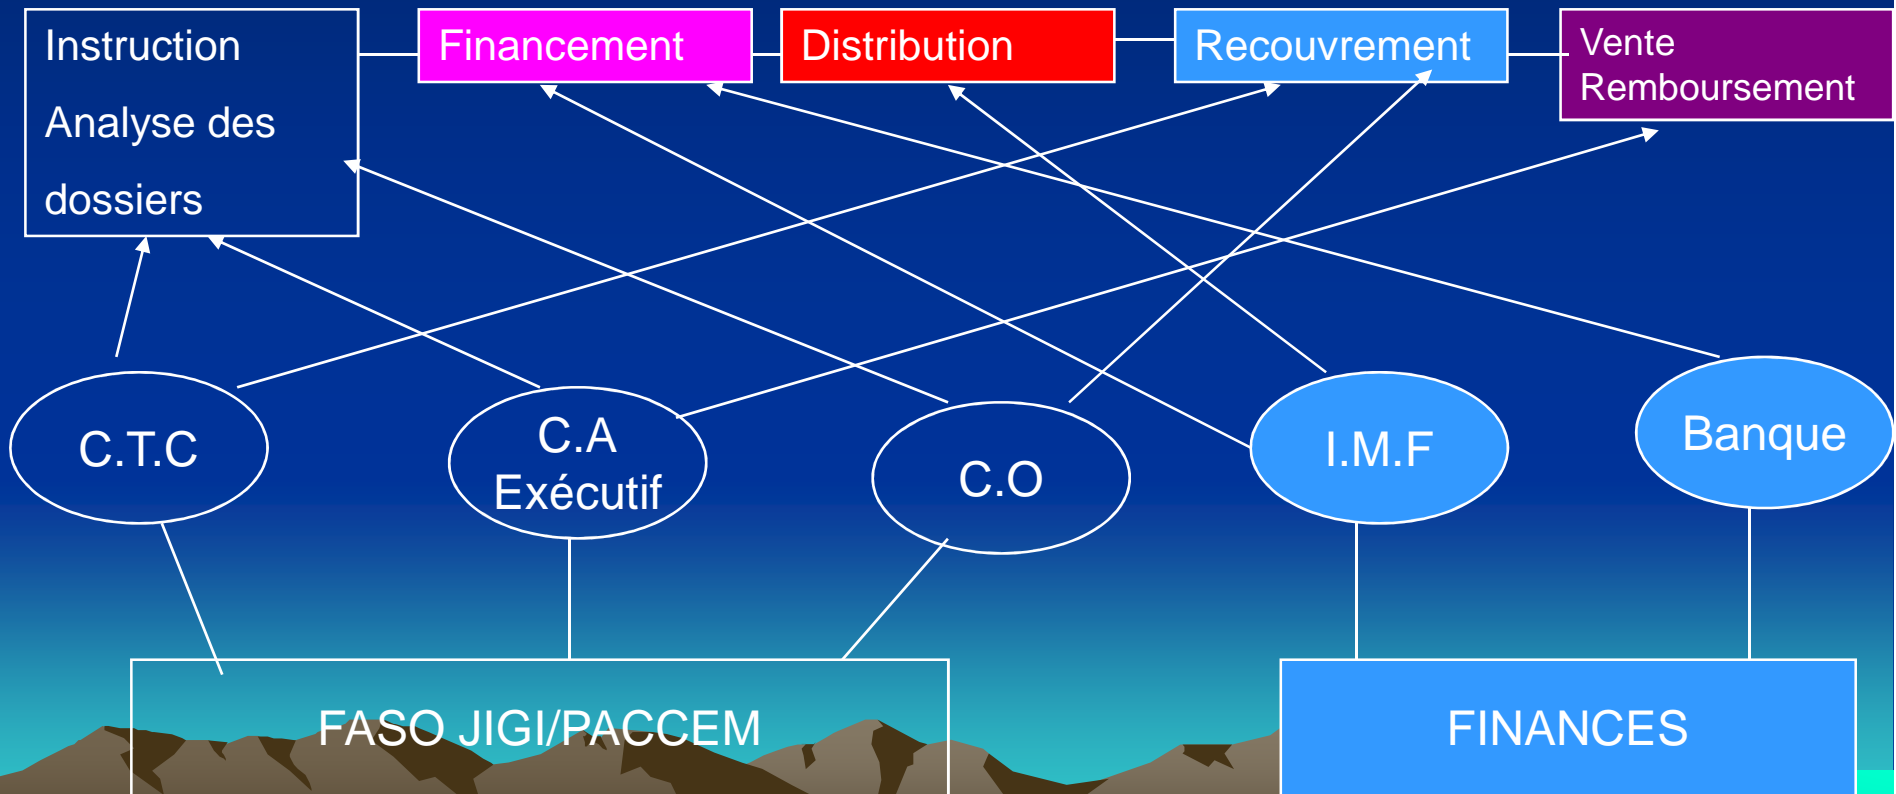 Instruction
Analyse des
dossiers
Financement
Distribution
Recouvrement
Vente
Remboursement
C.T.C
C.A
Exécutif
C.O
I.M.F
Banque
FASO JIGI/PACCEM
FINANCES